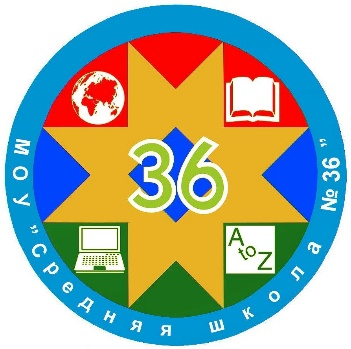 МОУ „Средняя школа № 36”
36
A to Z